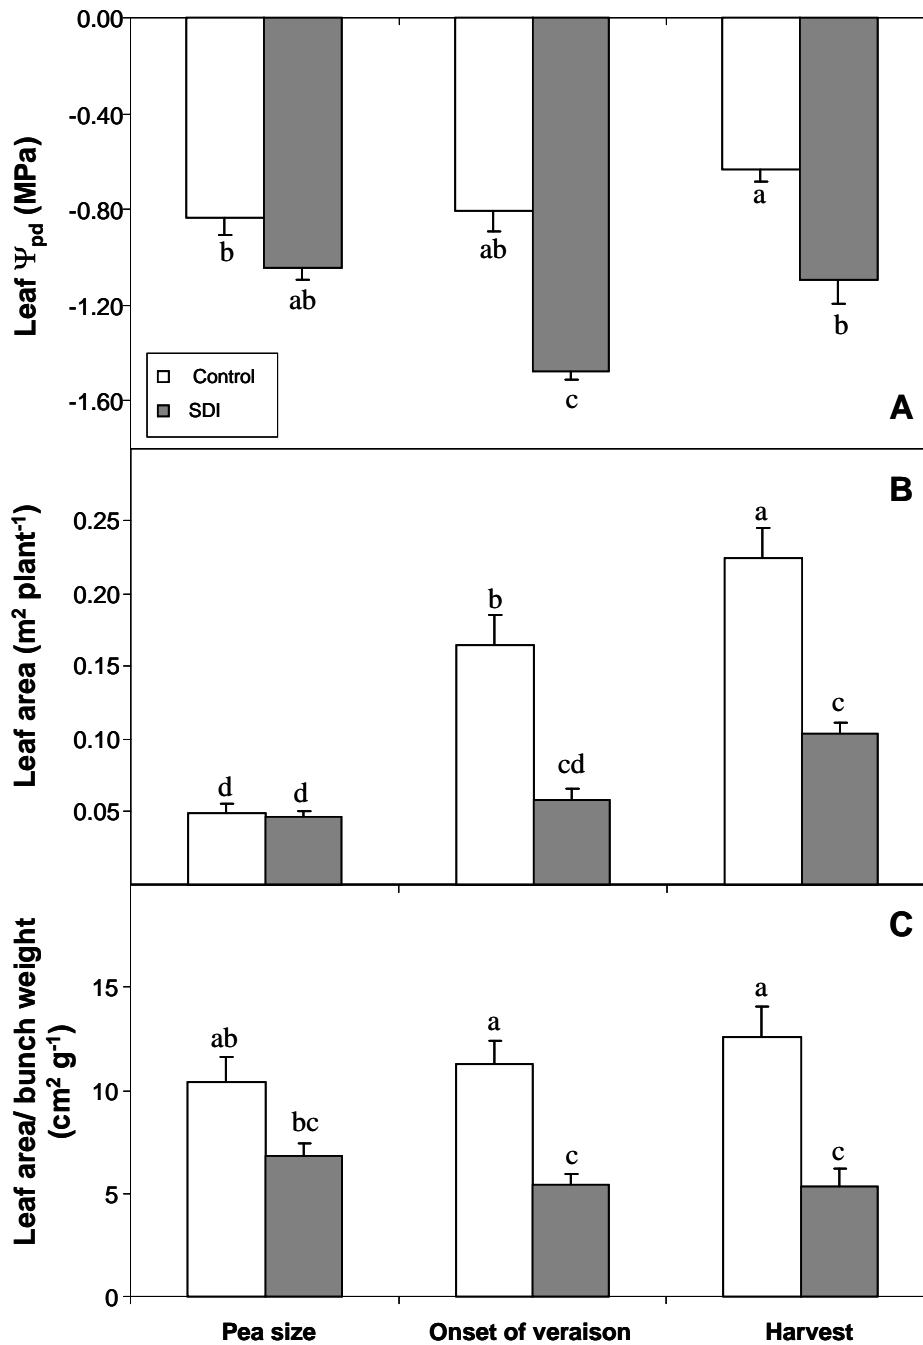 0.00
-0.40
-0.80
-1.20
-1.60
Leaf Ψpd (MPa)
b
ab
ab
c
a
b
Control
SDI
A
B
0.25
0.20
0.15
0.10
0.05
Leaf area (m² plant⁻¹)
d
d
b
cd
a
c
C
15
10
5
0
Leaf area/ bunch weight
(cm² g⁻¹)
ab
bc
a
c
a
c
Pea size
Onset of veraison
Harvest